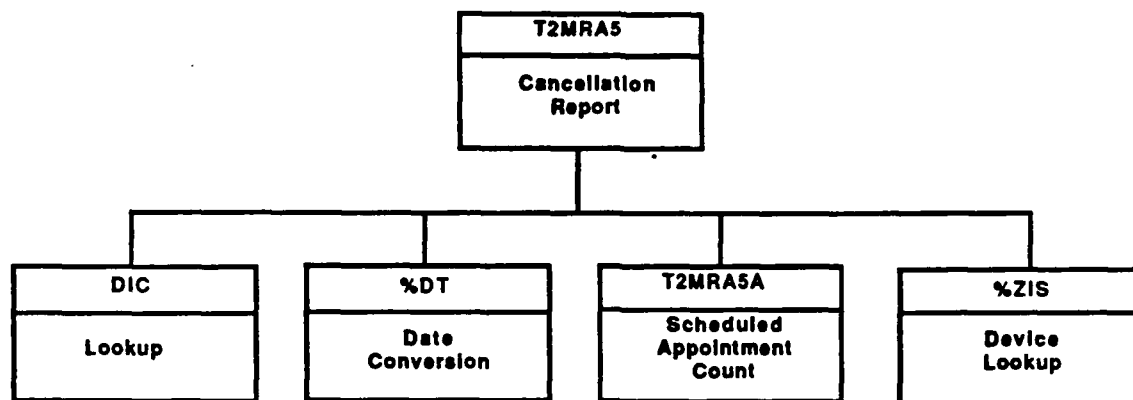 T2MRA5
Cancellation
Report
DIC
Lookup
%DT
Date
Conversion
T2MRA5A
Scheduled
Appointment
Count
%ZIS
Device
Lookup